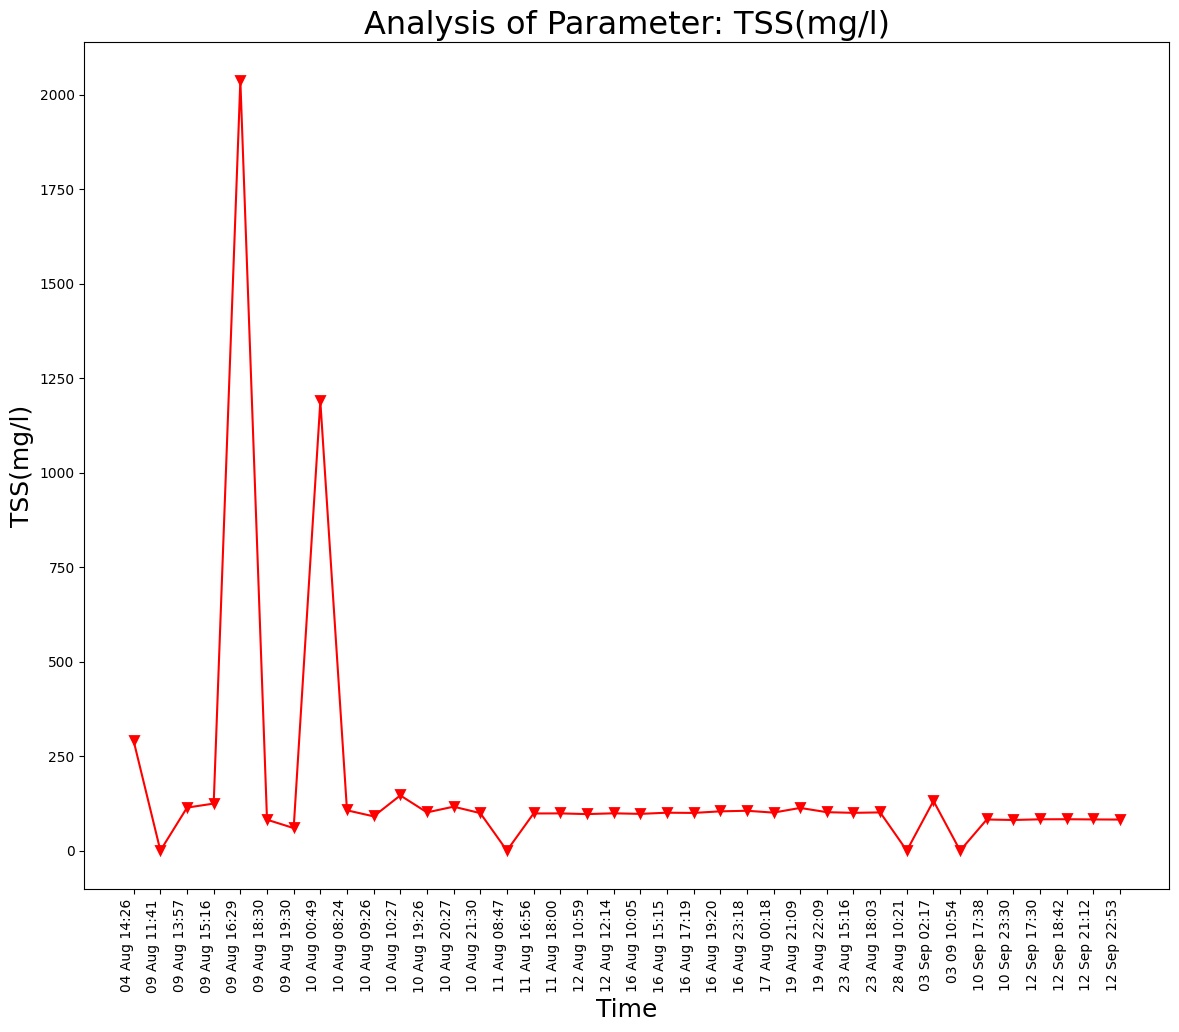 Analysis of Parameter: TSS(mg/l)
2000
1750
1500
1250
1000
750
500
250
0
TSS(mg/l)
04 Aug 14:26
09 Aug 11:41
09 Aug 13:57
09 Aug 15:16
09 Aug 16:29
09 Aug 18:30
09 Aug 19:30
10 Aug 00:49
10 Aug 08:24
10 Aug 09:26
10 Aug 10:27
10 Aug 19:26
10 Aug 20:27
10 Aug 21:30
11 Aug 08:47
11 Aug 16:56
11 Aug 18:00
12 Aug 10:59
12 Aug 12:14
16 Aug 10:05
16 Aug 15:15
16 Aug 17:19
16 Aug 19:20
16 Aug 23:18
17 Aug 00:18
19 Aug 21:09
19 Aug 22:09
23 Aug 15:16
23 Aug 18:03
28 Aug 10:21
03 Sep 02:17
03 09 10:54
10 Sep 17:38
10 Sep 23:30
12 Sep 17:30
12 Sep 18:42
12 Sep 21:12
12 Sep 22:53
Time